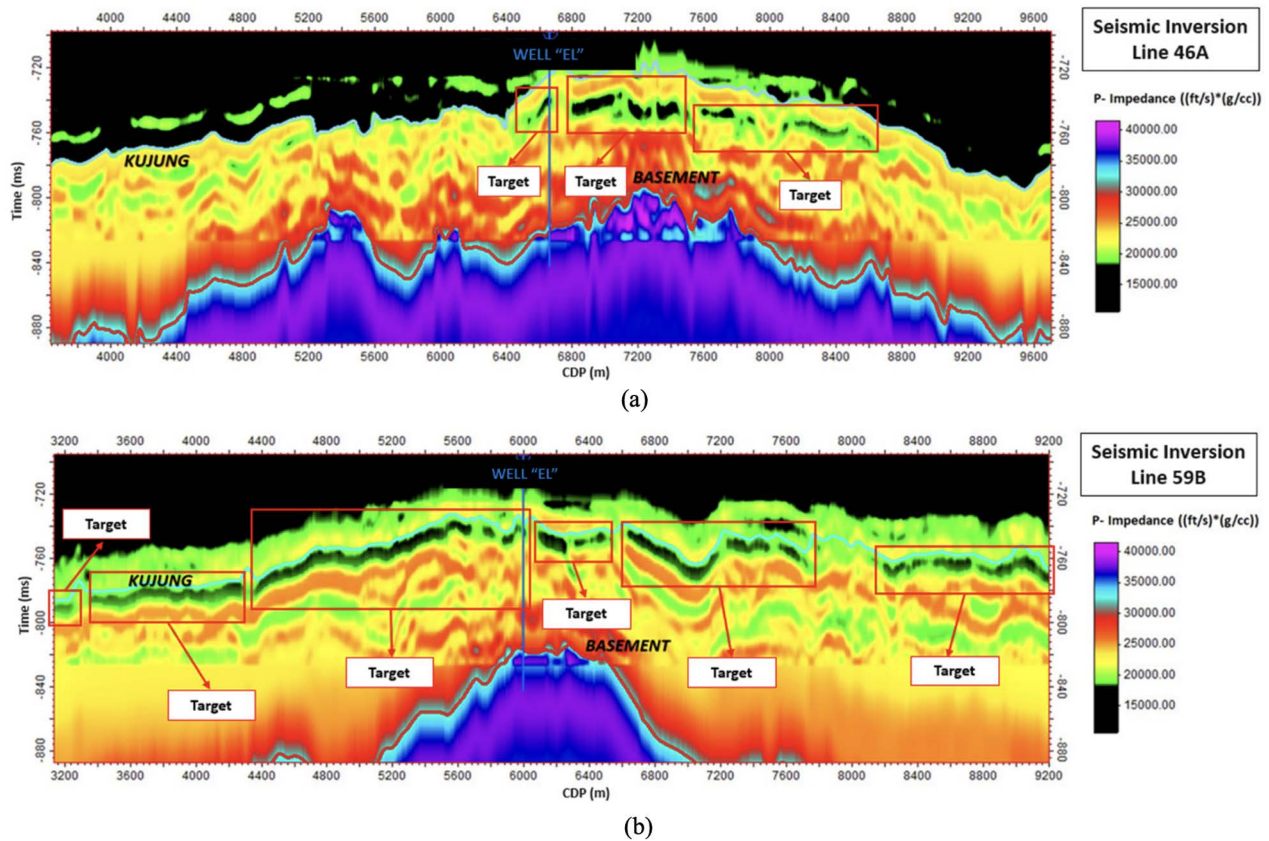 4000 4400 4800 5200 5600 6000 6400 6800 7200 7600 8000 8400 8800 9200 9600
Seismic Inversion
Line 46A
WELL "EL"
-720
-760
-800
-840
-880
Time (ms)
-720
-760
-800
-840
-880
KUJUNG
Target
Target
BASEMENT
Target
P- Impedance ((ft/s)*(g/cc)
40000.00
35000.00
30000.00
25000.00
20000.00
15000.00
4000 4400 4800 5200 5600 6000 6400 6800 7200 7600 8000 8400 8800 9200 9600
CDP (m)
(a)
3200 3600 4000 4400 4800 5200 5600 6000 6400 6800 7200 7600 8000 8400 8800 9200
Seismic Inversion
Line 59B
WELL "EL"
-720
-760
-800
-840
-880
Time (ms)
-720
-760
-800
-840
-880
Target
KUJUNG
Target
BASEMENT
Target
Target
Target
Target
P- Impedance ((ft/s)*(g/cc)
40000.00
35000.00
30000.00
25000.00
20000.00
15000.00
3200 3600 4000 4400 4800 5200 5600 6000 6400 6800 7200 7600 8000 8400 8800 9200
CDP (m)
(b)